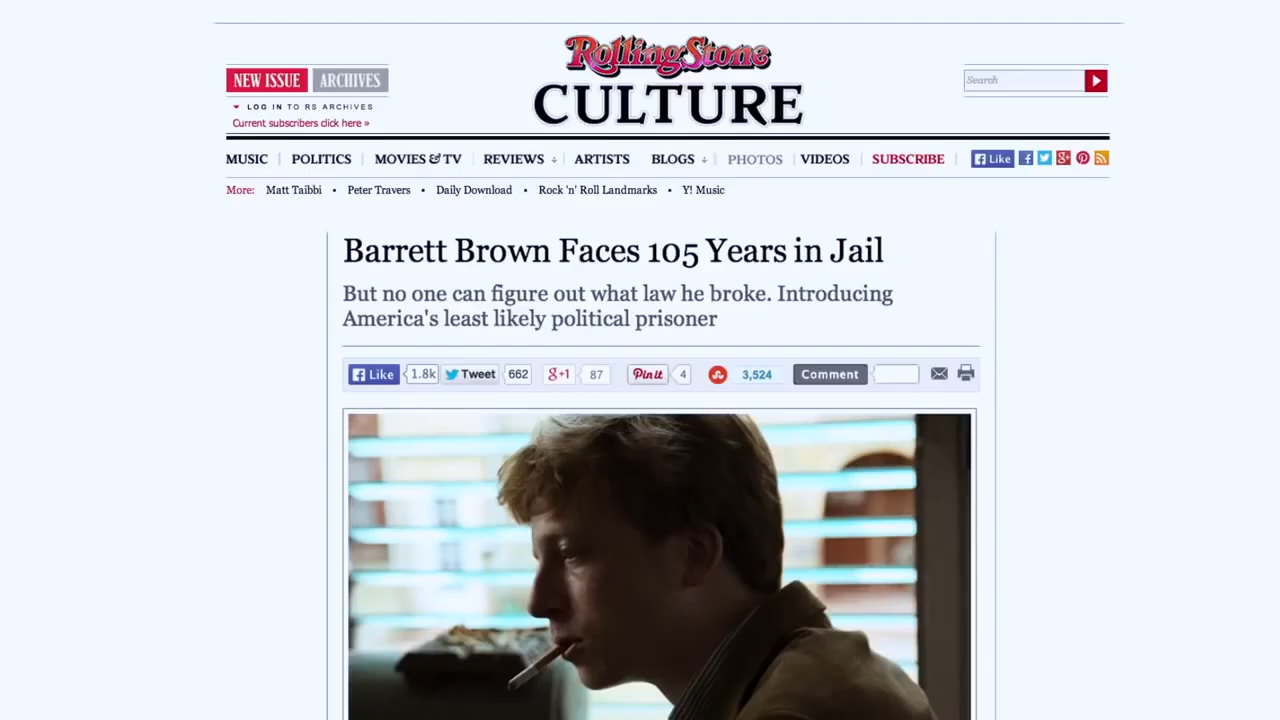 Rolling Stone
CULTURE
NEW ISSUE ARCHIVES
LOG IN TO RS ARCHIVES
Current subscribers click here »
Search
MUSIC POLITICS MOVIES & TV REVIEWS ARTISTS BLOGS PHOTOS VIDEOS SUBSCRIBE Like
More: Matt Taibbi • Peter Travers • Daily Download • Rock 'n' Roll Landmarks • Y! Music
Barrett Brown Faces 105 Years in Jail
But no one can figure out what law he broke. Introducing
America's least likely political prisoner
Like 1.8k Tweet 662 g+1 87 Pin it 4 3,524 Comment